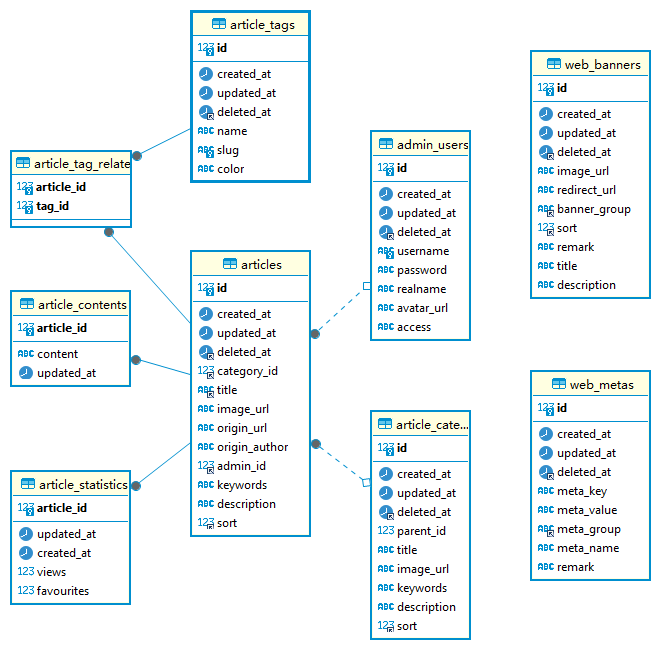 article_tags
123 id
created_at
updated_at
deleted_at
ABC name
ABC slug
ABC color
article_tag_relate
123 article_id
123 tag_id
article_contents
123 article_id
ABC content
updated_at
article_statistics
123 article_id
updated_at
created_at
123 views
123 favourites
articles
123 id
created_at
updated_at
deleted_at
123 category_id
ABC title
ABC image_url
ABC origin_url
ABC origin_author
123 admin_id
ABC keywords
ABC description
123 sort
admin_users
123 id
created_at
updated_at
deleted_at
ABC username
ABC password
ABC realname
ABC avatar_url
ABC access
article_cate...
123 id
created_at
updated_at
deleted_at
123 parent_id
ABC title
ABC image_url
ABC keywords
ABC description
123 sort
web_banners
123 id
created_at
updated_at
deleted_at
ABC image_url
ABC redirect_url
ABC banner_group
123 sort
ABC remark
ABC title
ABC description
web_metas
123 id
created_at
updated_at
deleted_at
ABC meta_key
ABC meta_value
ABC meta_group
ABC meta_name
ABC remark